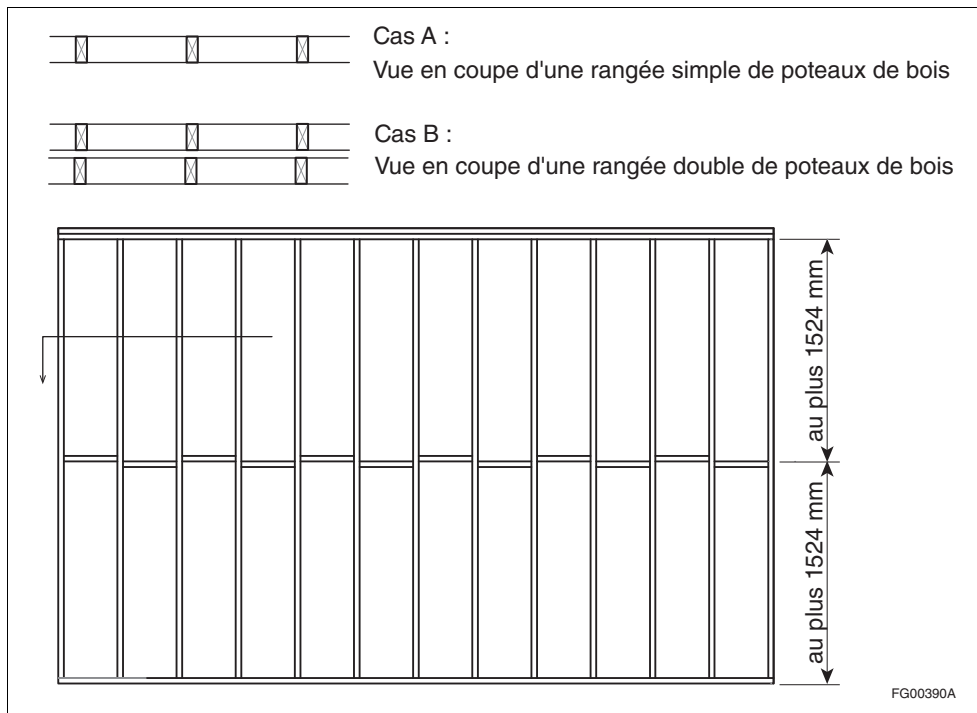 Cas A :
Vue en coupe d'une rangée simple de poteaux de bois
Cas B :
Vue en coupe d'une rangée double de poteaux de bois
au plus 1524 mm
au plus 1524 mm
FG00390A